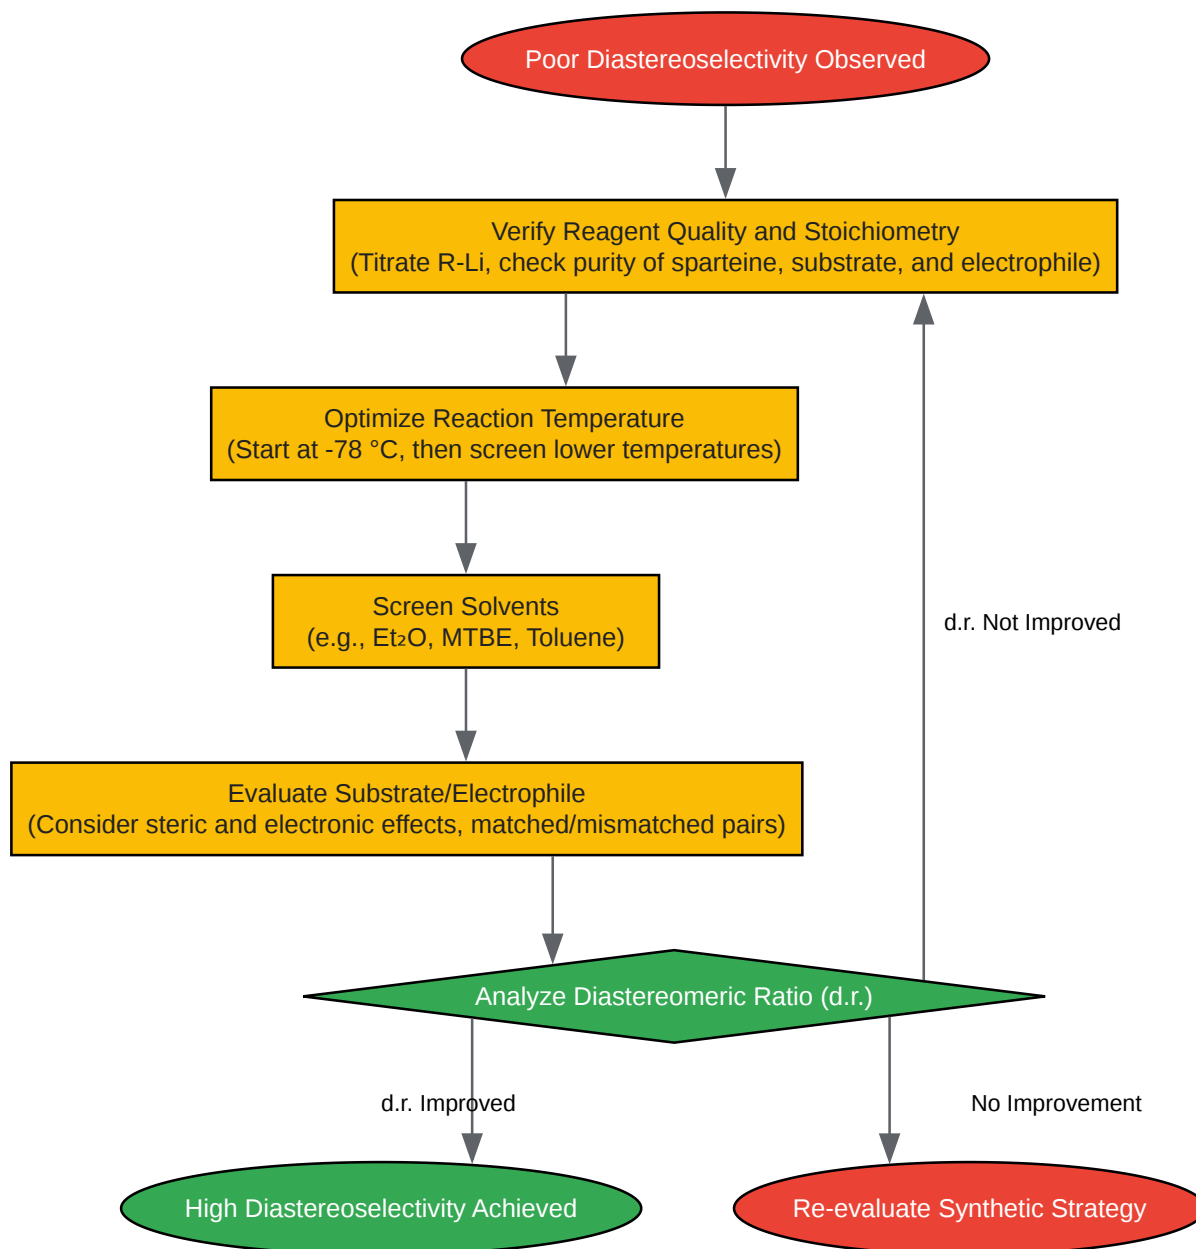 Poor Diastereoselectivity Observed
Verify Reagent Quality and Stoichiometry
(Titrate R-Li, check purity of sparteine, substrate, and electrophile)
Optimize Reaction Temperature
(Start at -78 °C, then screen lower temperatures)
Screen Solvents
(e.g., Et₂O, MTBE, Toluene)
d.r. Not Improved
Evaluate Substrate/Electrophile
(Consider steric and electronic effects, matched/mismatched pairs)
Analyze Diastereomeric Ratio (d.r.)
d.r. Improved
No Improvement
High Diastereoselectivity Achieved
Re-evaluate Synthetic Strategy